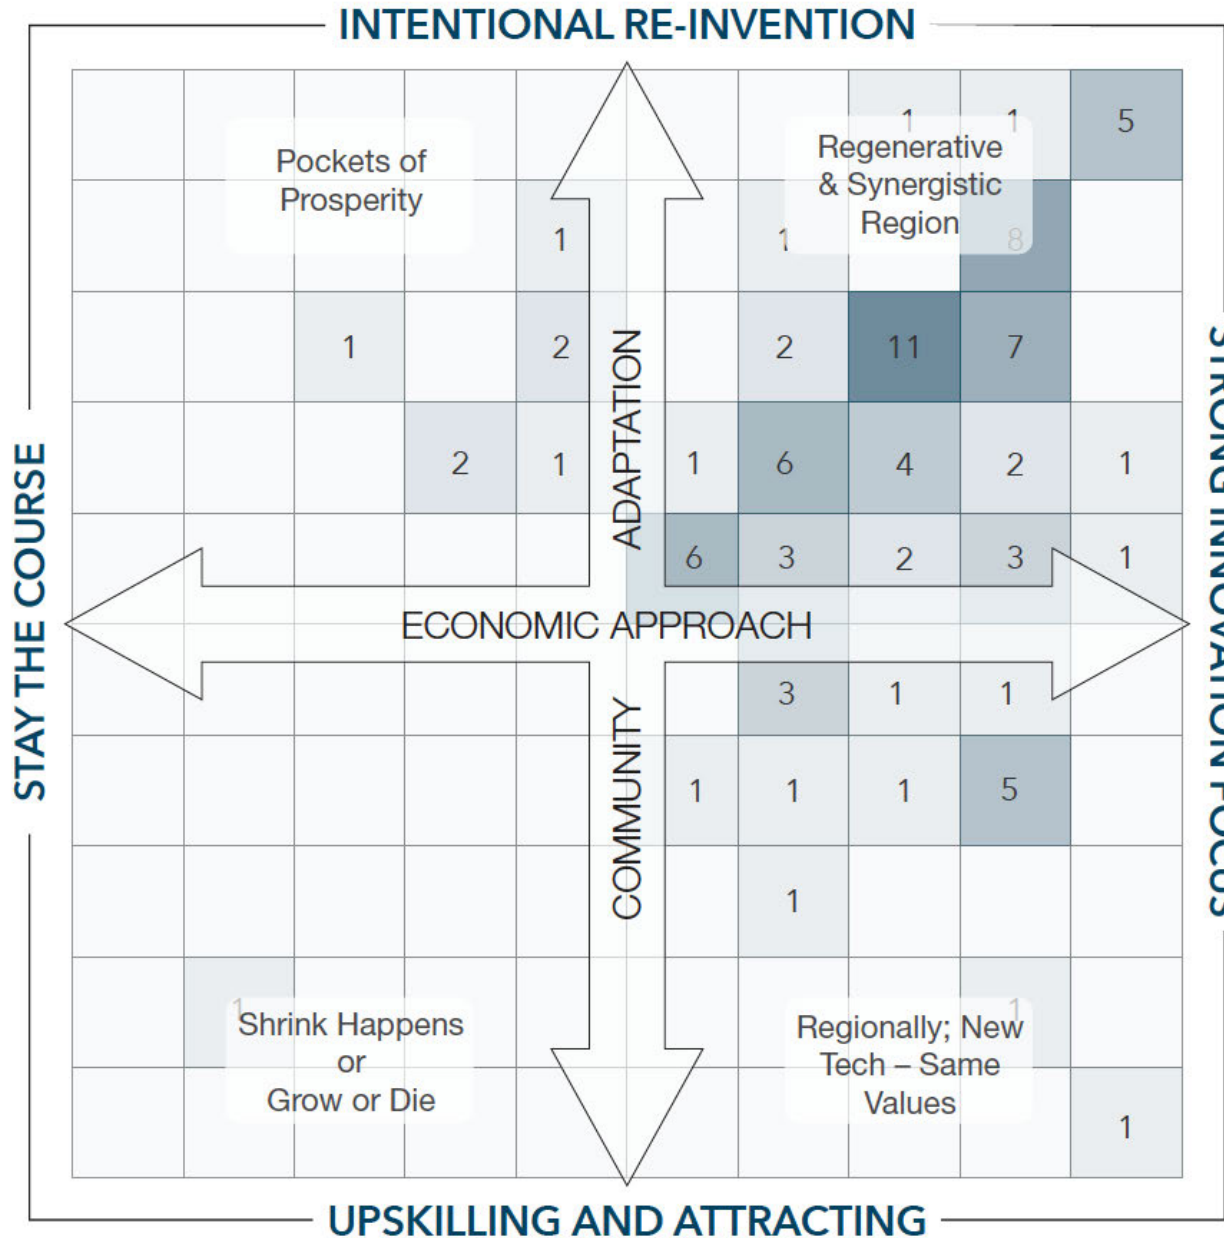 INTENTIONAL RE-INVENTION
1 1 5
Pockets of
Prosperity
Regenerative
& Synergistic
Region
1 1 8
1 2 2 11 7
2 1 1 6 4 2 1
6 3 2 3 1
ADAPTATION
STAY THE COURSE
ECONOMIC APPROACH
STRONG INNOVATION FOCUS
COMMUNITY
3 1 1
1 1 1 5
1
1 1
Shrink Happens
or
Grow or Die
Regionally; New
Tech – Same
Values
1
UPSKILLING AND ATTRACTING